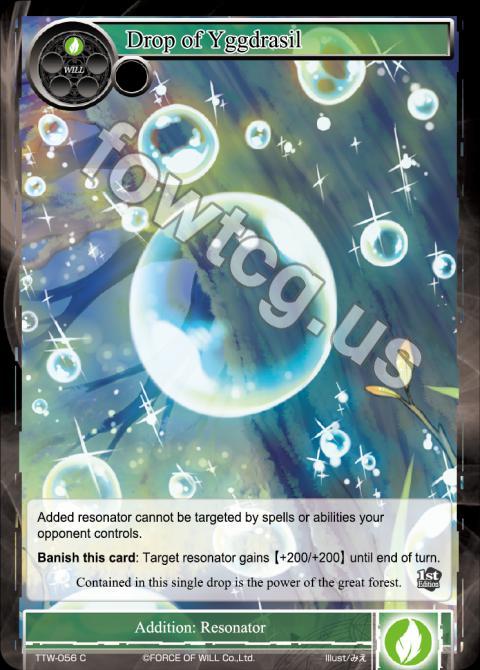 Drop of Yggdrasil
WILL
fowtcg.us
Added resonator cannot be targeted by spells or abilities your
opponent controls.
Banish this card: Target resonator gains 【+200/+200】 until end of turn.
Contained in this single drop is the power of the great forest.
1st
Edition
Addition: Resonator
TTW-056 C ©FORCE OF WILL Co.,Ltd. Illust/みえ